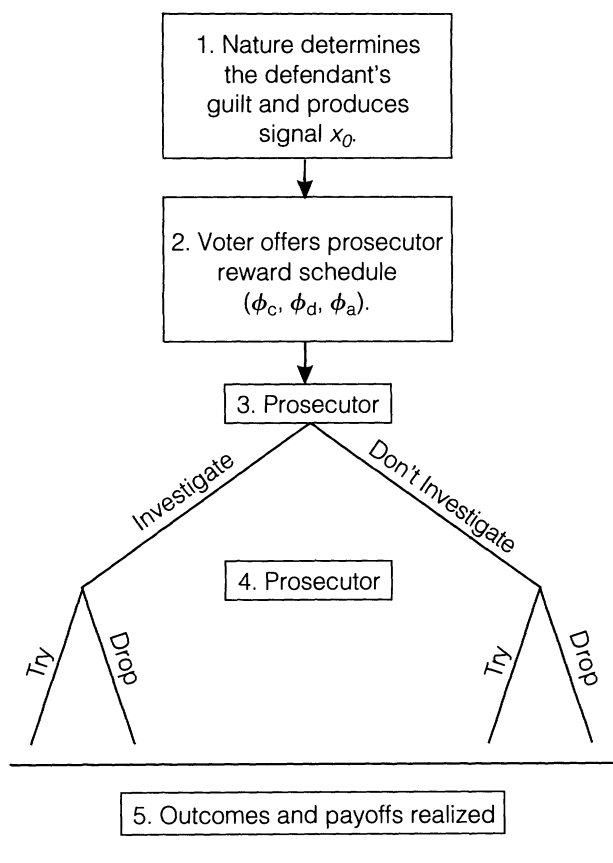 1. Nature determines
the defendant's
guilt and produces
signal x₀.
2. Voter offers prosecutor
reward schedule
(ϕc, ϕd, ϕa).
3. Prosecutor
Investigate
Don't Investigate
4. Prosecutor
Try
Drop
Try
Drop
5. Outcomes and payoffs realized